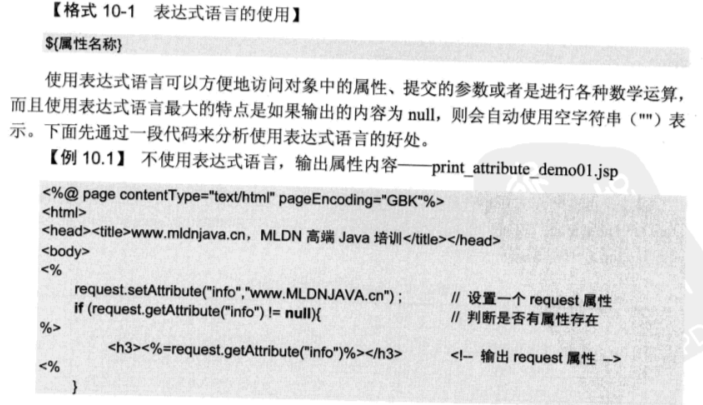 【格式 10-1 表达式语言的使用】
${属性名称}
使用表达式语言可以方便地访问对象中的属性、提交的参数或者是进行各种数学运算，
而且使用表达式语言最大的特点是如果输出的内容为 null，则会自动使用空字符串（""）表
示。下面先通过一段代码来分析使用表达式语言的好处。
【例 10.1】 不使用表达式语言，输出属性内容——print_attribute_demo01.jsp
<%@ page contentType="text/html" pageEncoding="GBK"%>
<html>
<head><title>www.mldnjava.cn，MLDN 高端 Java 培训</title></head>
<body>
<%
request.setAttribute("info","www.MLDNJAVA.cn") ; // 设置一个 request 属性
if (request.getAttribute("info") != null){ // 判断是否有属性存在
%>
<h3><%=request.getAttribute("info")%></h3> <!-- 输出 request 属性 -->
<%
}